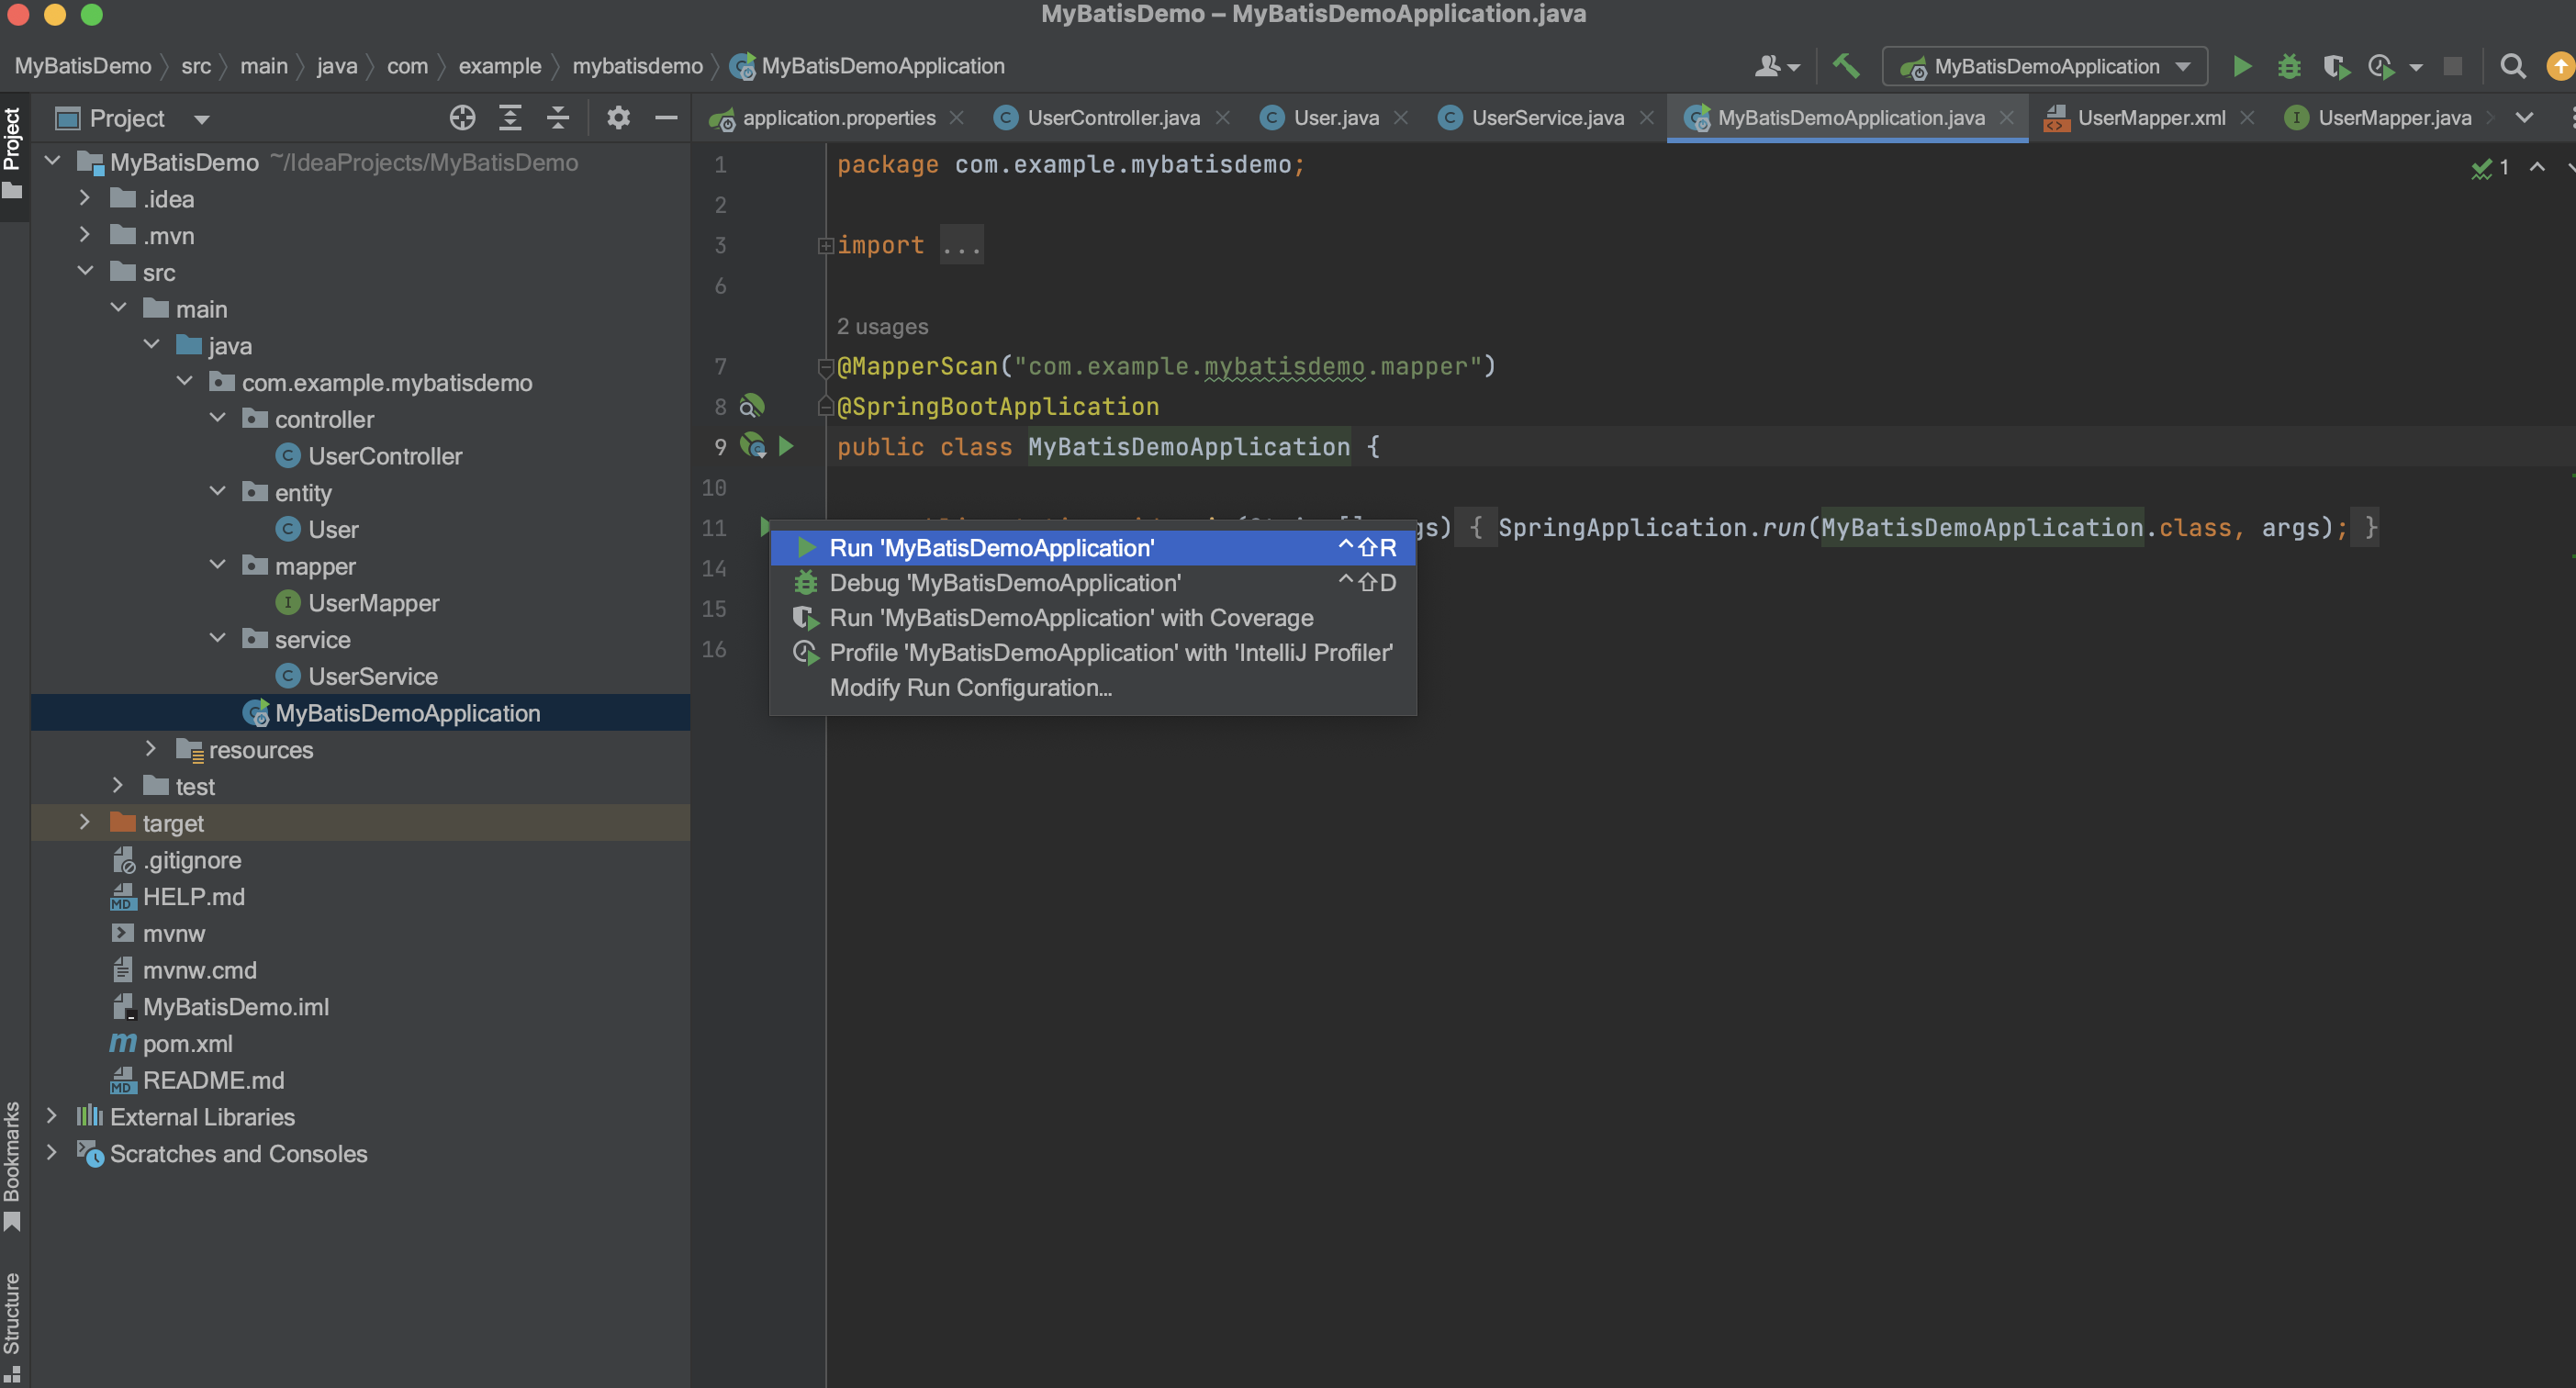 MyBatisDemo – MyBatisDemoApplication.java
MyBatisDemo src main java com example mybatisdemo MyBatisDemoApplication
MyBatisDemoApplication
Project
Project
application.properties UserController.java User.java UserService.java MyBatisDemoApplication.java UserMapper.xml UserMapper.java
MyBatisDemo ~/IdeaProjects/MyBatisDemo
.idea
.mvn
src
main
java
com.example.mybatisdemo
controller
UserController
entity
User
mapper
UserMapper
service
UserService
MyBatisDemoApplication
resources
test
target
.gitignore
HELP.md
mvnw
mvnw.cmd
MyBatisDemo.iml
pom.xml
README.md
External Libraries
Scratches and Consoles
Bookmarks
Structure
1 package com.example.mybatisdemo;
1
2
3 import ...
6
2 usages
7 @MapperScan("com.example.mybatisdemo.mapper")
8 @SpringBootApplication
9 public class MyBatisDemoApplication {
10
11 gs) { SpringApplication.run(MyBatisDemoApplication.class, args); }
14
15
16
Run 'MyBatisDemoApplication' ^⇧R
Debug 'MyBatisDemoApplication' ^⇧D
Run 'MyBatisDemoApplication' with Coverage
Profile 'MyBatisDemoApplication' with 'IntelliJ Profiler'
Modify Run Configuration...